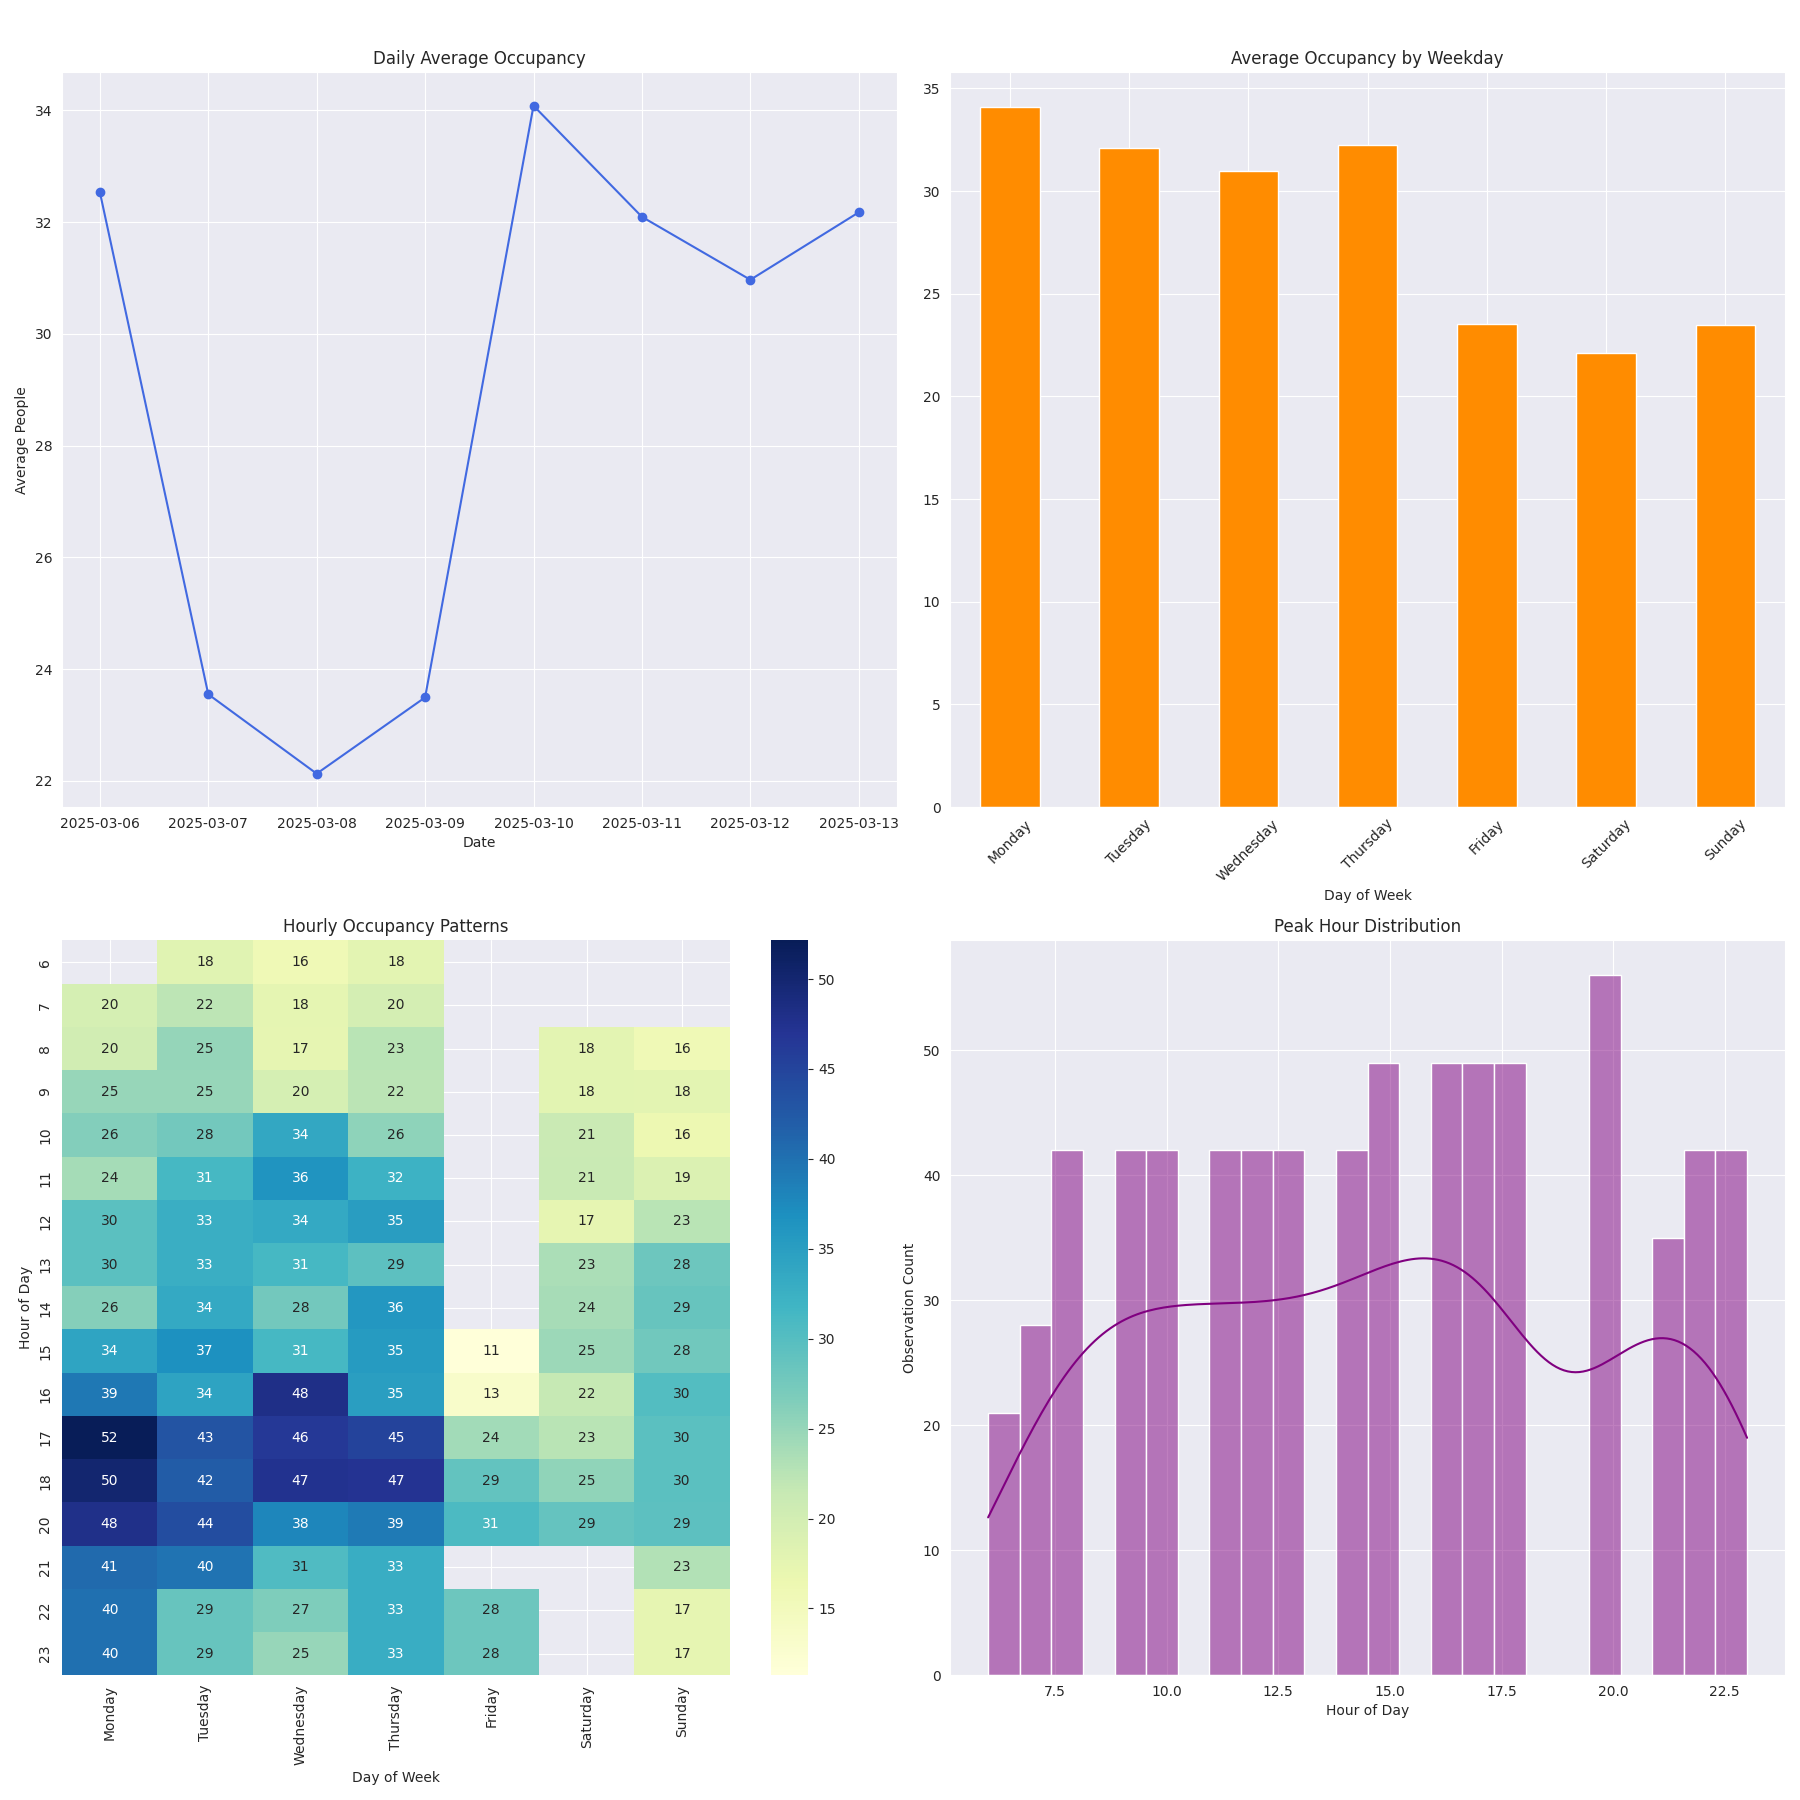 Daily Average Occupancy
34
32
30
28
26
24
22
Average People
2025-03-06 2025-03-07 2025-03-08 2025-03-09 2025-03-10 2025-03-11 2025-03-12 2025-03-13
Date
Average Occupancy by Weekday
35
30
25
20
15
10
5
0
Monday Tuesday Wednesday Thursday Friday Saturday Sunday
Day of Week
Hourly Occupancy Patterns
Hour of Day
6 18 16 18
7 20 22 18 20
8 20 25 17 23 18 16
9 25 25 20 22 18 18
10 26 28 34 26 21 16
11 24 31 36 32 21 19
12 30 33 34 35 17 23
13 30 33 31 29 23 28
14 26 34 28 36 24 29
15 34 37 31 35 11 25 28
16 39 34 48 35 13 22 30
17 52 43 46 45 24 23 30
18 50 42 47 47 29 25 30
20 48 44 38 39 31 29 29
21 41 40 31 33 23
22 40 29 27 33 28 17
23 40 29 25 33 28 17
Monday Tuesday Wednesday Thursday Friday Saturday Sunday
Day of Week
50
45
40
35
30
25
20
15
Peak Hour Distribution
Observation Count
50
40
30
20
10
0
7.5 10.0 12.5 15.0 17.5 20.0 22.5
Hour of Day